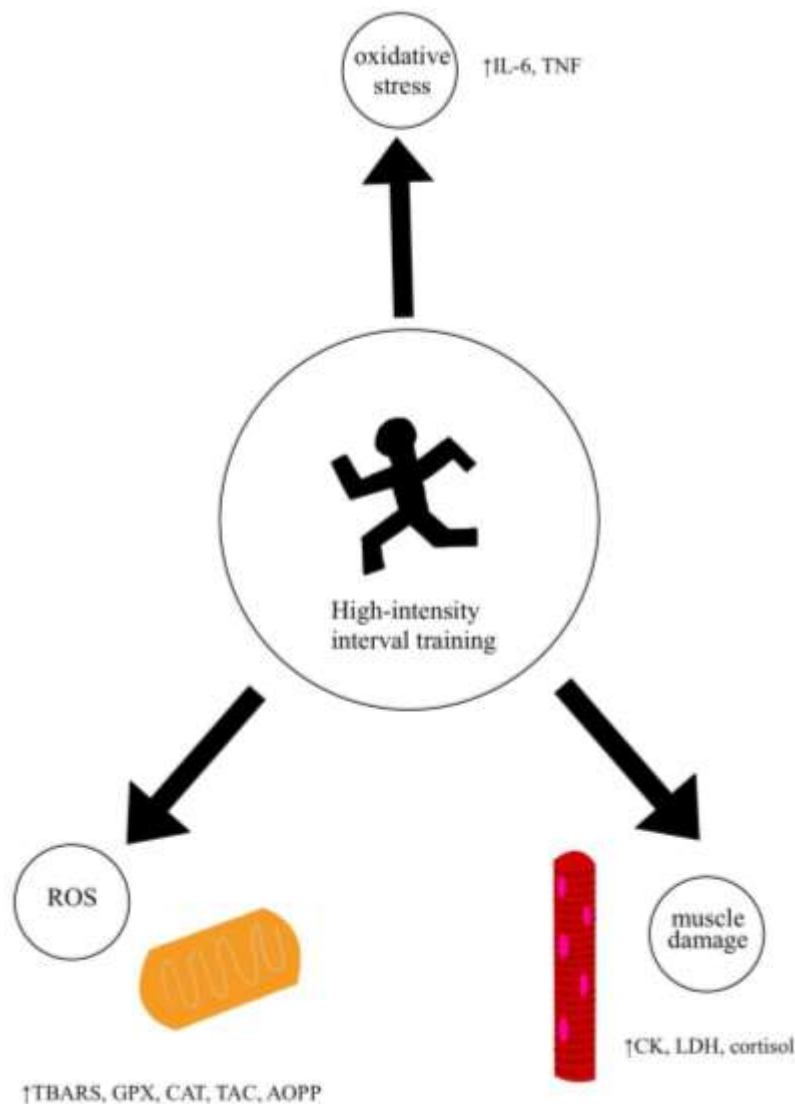 oxidative
stress
↑IL-6, TNF
High-intensity
interval training
ROS
muscle
damage
↑CK, LDH, cortisol
↑TBARS, GPX, CAT, TAC, AOPP